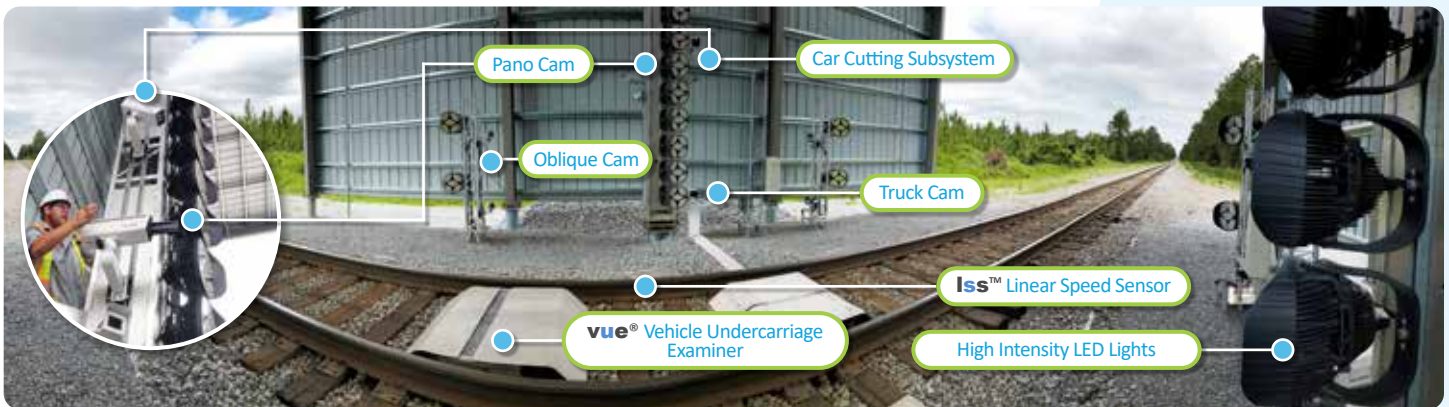 Pano Cam
Car Cutting Subsystem
Oblique Cam
Truck Cam
lss™ Linear Speed Sensor
vue® Vehicle Undercarriage
Examiner
High Intensity LED Lights